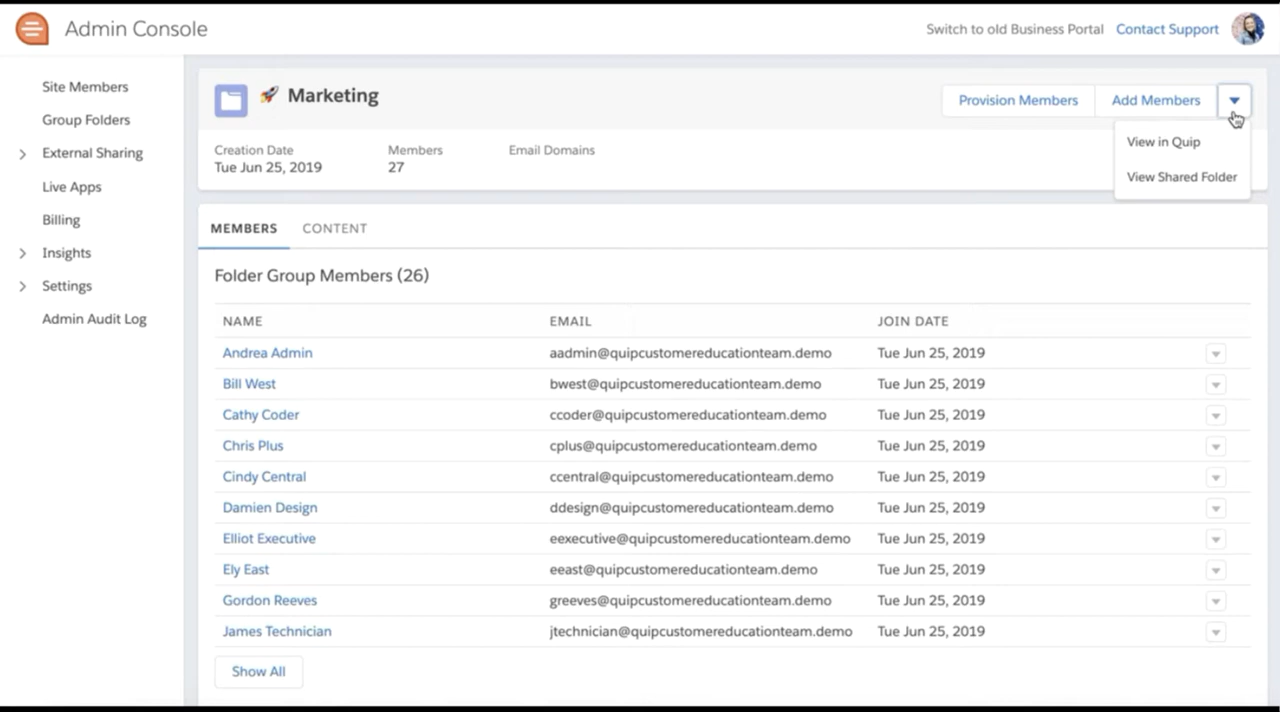 Admin Console
Switch to old Business Portal Contact Support
Site Members
Group Folders
External Sharing
Live Apps
Billing
Insights
Settings
Admin Audit Log
🚀 Marketing
Provision Members Add Members
View in Quip
View Shared Folder
Creation Date Members Email Domains
Tue Jun 25, 2019 27
MEMBERS CONTENT
Folder Group Members (26)
NAME EMAIL JOIN DATE
Andrea Admin aadmin@quipcustomereducationteam.demo Tue Jun 25, 2019
Bill West bwest@quipcustomereducationteam.demo Tue Jun 25, 2019
Cathy Coder ccoder@quipcustomereducationteam.demo Tue Jun 25, 2019
Chris Plus cplus@quipcustomereducationteam.demo Tue Jun 25, 2019
Cindy Central ccentral@quipcustomereducationteam.demo Tue Jun 25, 2019
Damien Design ddesign@quipcustomereducationteam.demo Tue Jun 25, 2019
Elliot Executive eexecutive@quipcustomereducationteam.demo Tue Jun 25, 2019
Ely East eeast@quipcustomereducationteam.demo Tue Jun 25, 2019
Gordon Reeves greeves@quipcustomereducationteam.demo Tue Jun 25, 2019
James Technician jtechnician@quipcustomereducationteam.demo Tue Jun 25, 2019
Show All